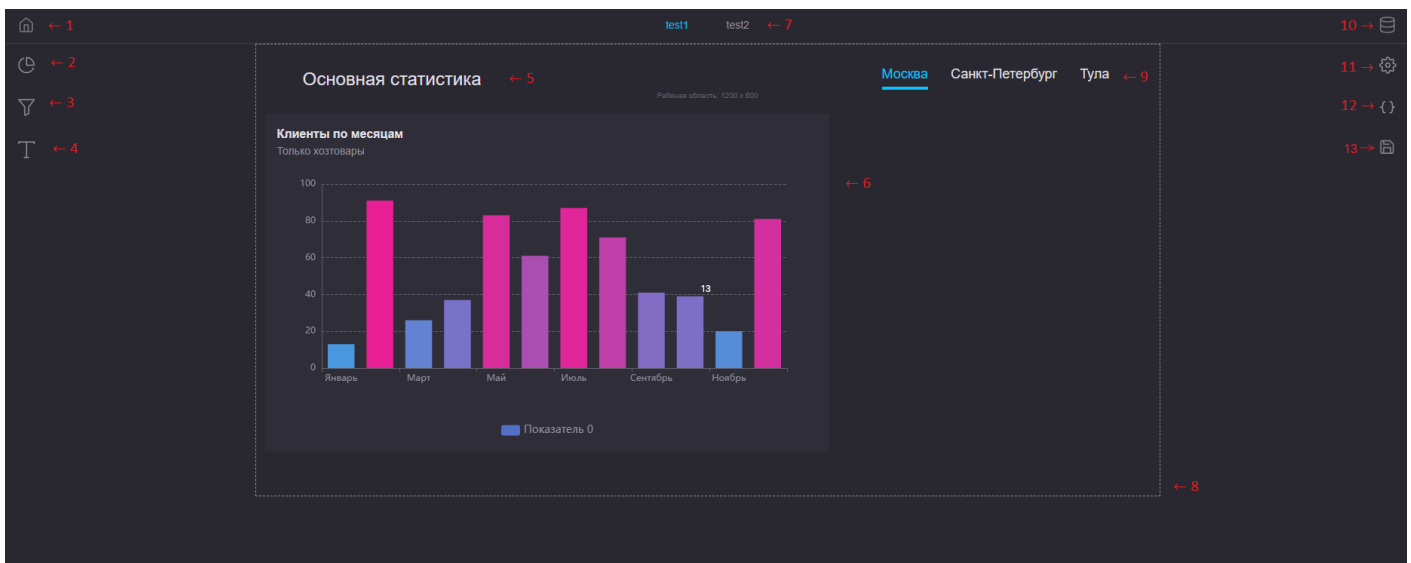 ← 1
test1 test2 ← 7
10 →
← 2
Основная статистика ← 5
Москва Санкт-Петербург Тула ← 9
11 →
Рабочая область: 1200 x 600
← 3
12 → {}
Клиенты по месяцам
Только хозтовары
← 4
13 →
← 6
100
80
60
40
13
20
0
Январь Март Май Июль Сентябрь Ноябрь
Показатель 0
← 8